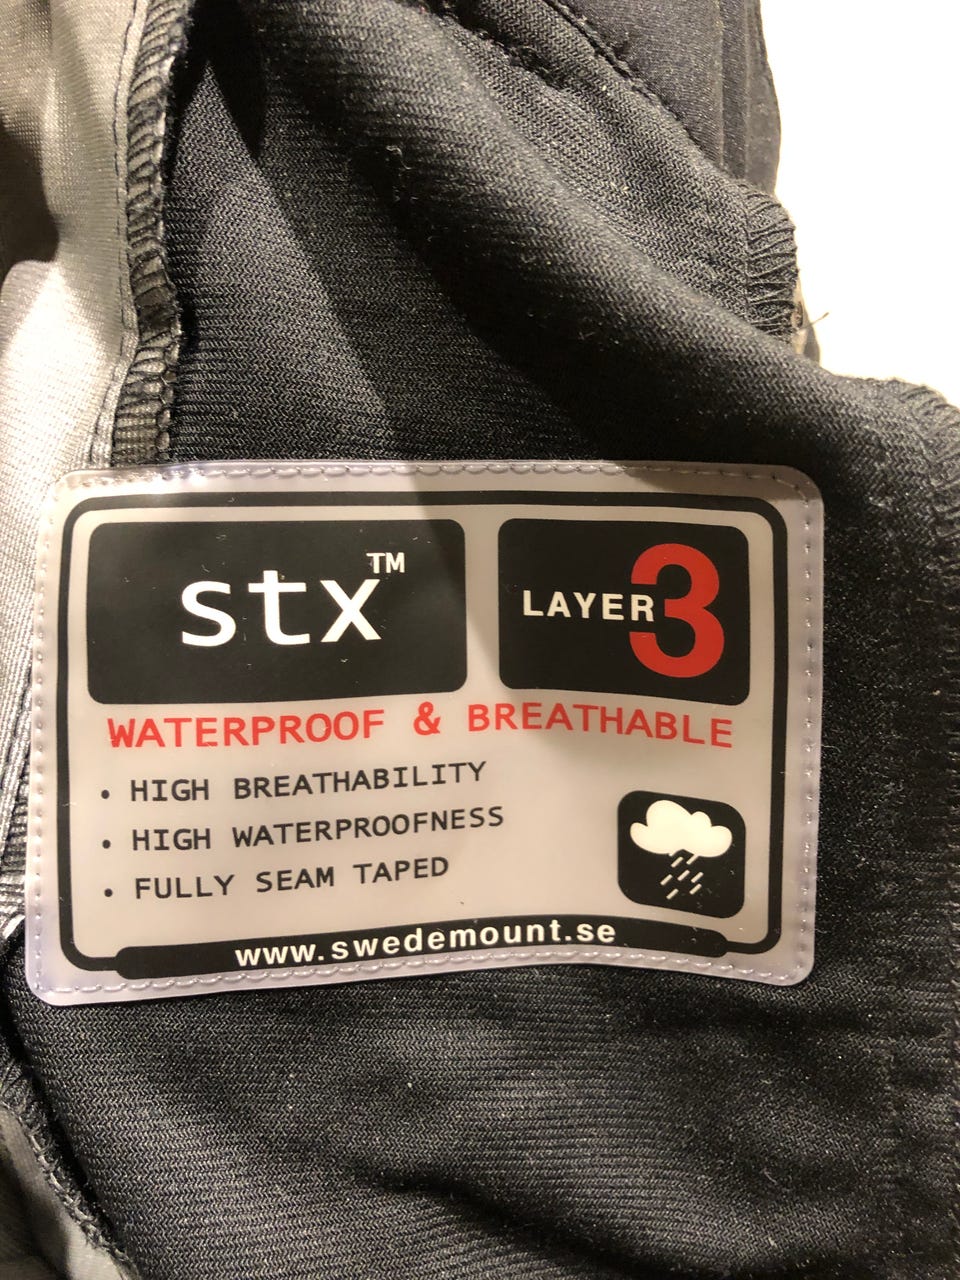 stx™
LAYER 3
WATERPROOF & BREATHABLE
• HIGH BREATHABILITY
• HIGH WATERPROOFNESS
• FULLY SEAM TAPED
www.swedemount.se